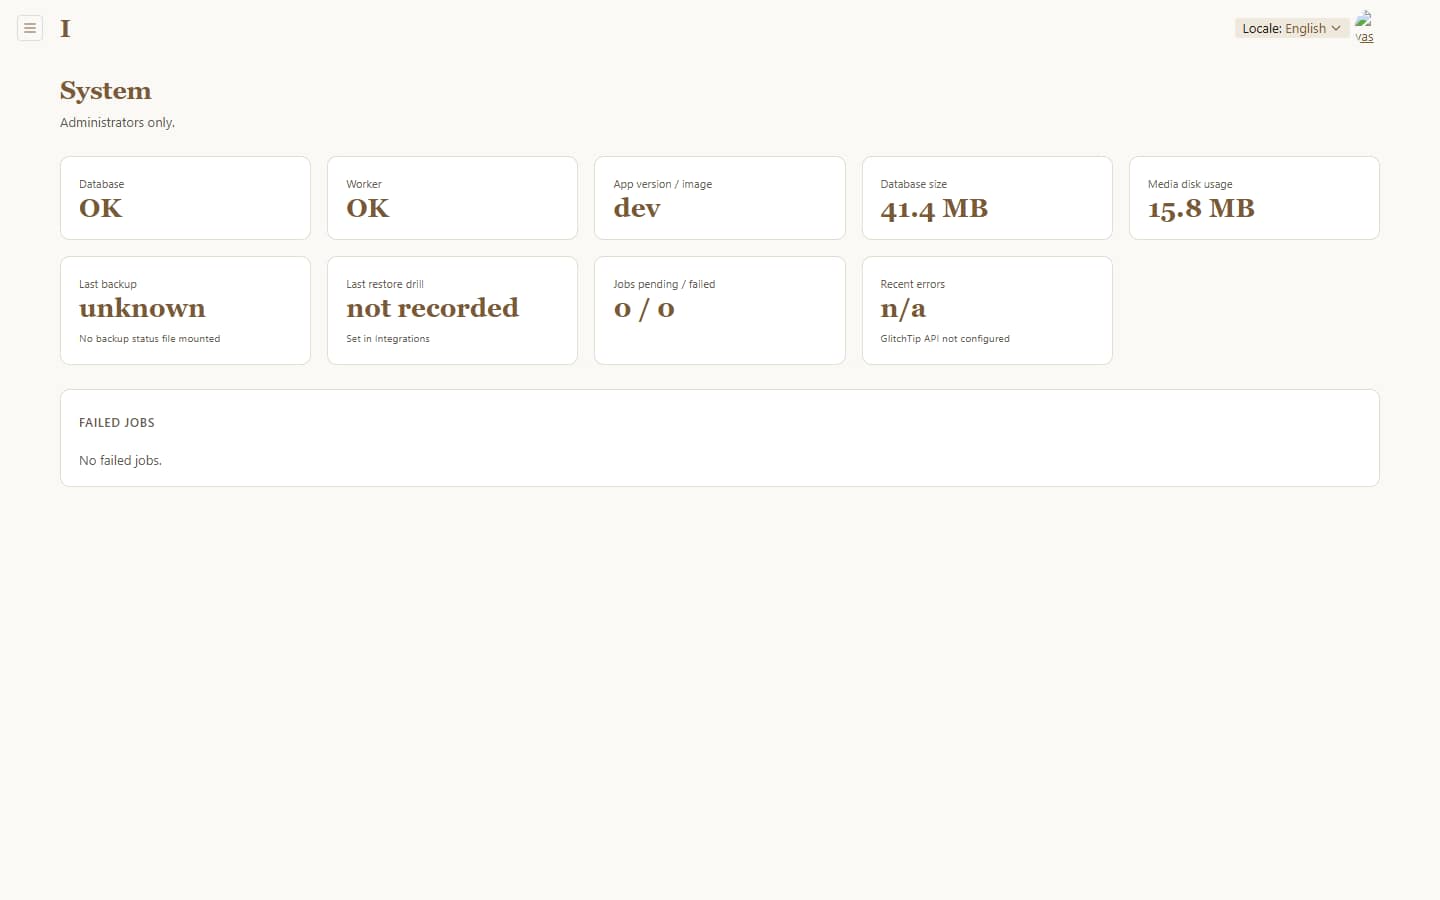 I
Locale: English
vas
System
Administrators only.
Database
OK
Worker
OK
App version / image
dev
Database size
41.4 MB
Media disk usage
15.8 MB
Last backup
unknown
No backup status file mounted
Last restore drill
not recorded
Set in Integrations
Jobs pending / failed
0 / 0
Recent errors
n/a
GlitchTip API not configured
FAILED JOBS
No failed jobs.